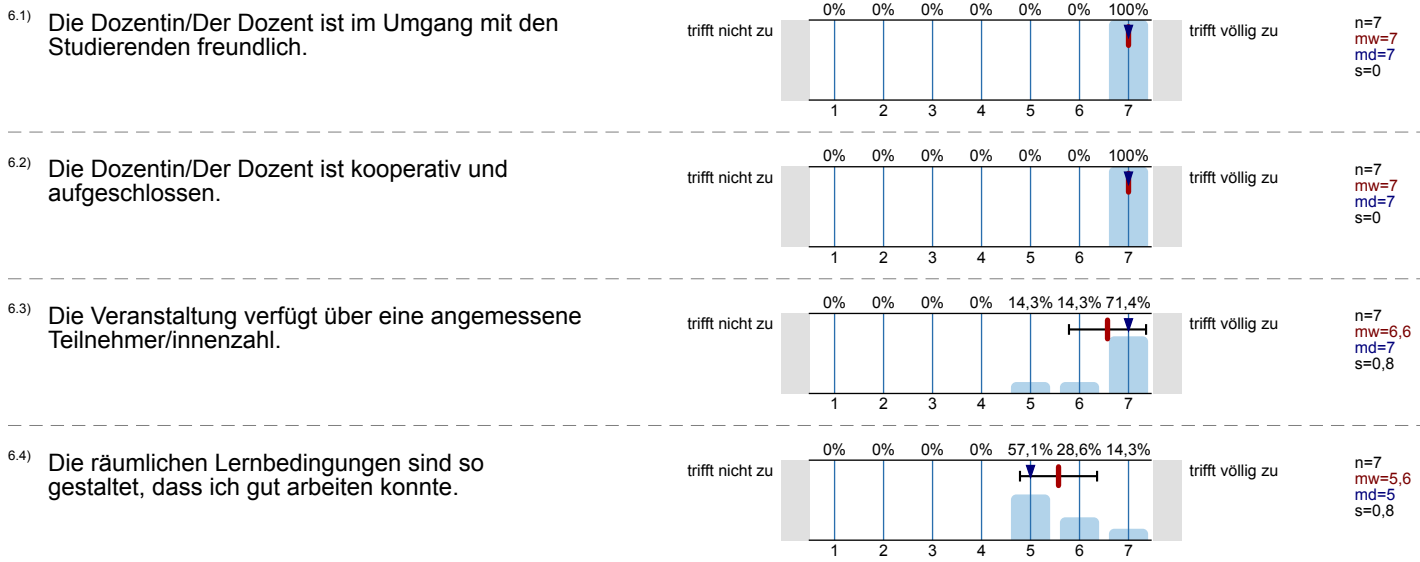 6.1) Die Dozentin/Der Dozent ist im Umgang mit den
Studierenden freundlich.
trifft nicht zu
0% 0% 0% 0% 0% 0% 100%
1 2 3 4 5 6 7
trifft völlig zu
n=7
mw=7
md=7
s=0
6.2) Die Dozentin/Der Dozent ist kooperativ und
aufgeschlossen.
trifft nicht zu
0% 0% 0% 0% 0% 0% 100%
1 2 3 4 5 6 7
trifft völlig zu
n=7
mw=7
md=7
s=0
6.3) Die Veranstaltung verfügt über eine angemessene
Teilnehmer/innenzahl.
trifft nicht zu
0% 0% 0% 0% 14,3% 14,3% 71,4%
1 2 3 4 5 6 7
trifft völlig zu
n=7
mw=6,6
md=7
s=0,8
6.4) Die räumlichen Lernbedingungen sind so
gestaltet, dass ich gut arbeiten konnte.
trifft nicht zu
0% 0% 0% 0% 57,1% 28,6% 14,3%
1 2 3 4 5 6 7
trifft völlig zu
n=7
mw=5,6
md=5
s=0,8